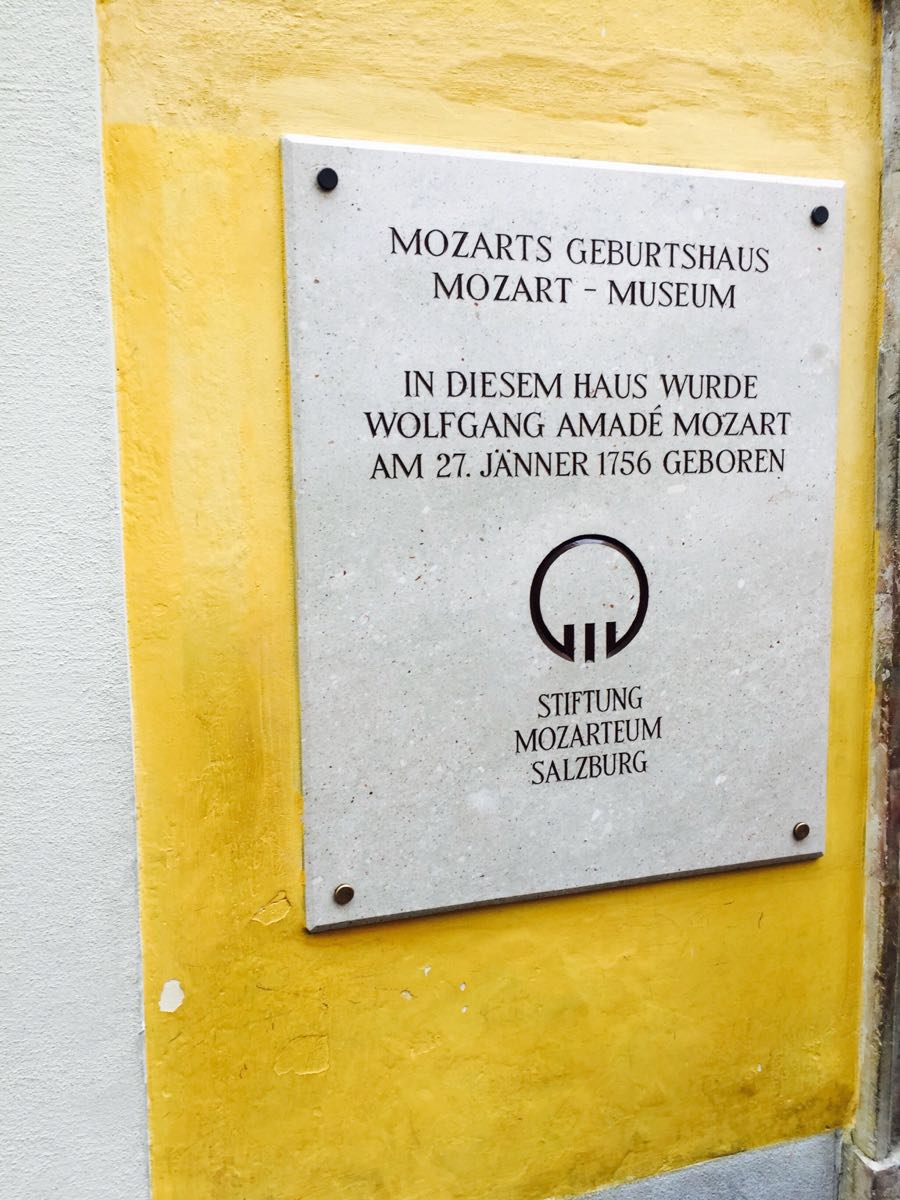 MOZARTS GEBURTSHAUS
MOZART - MUSEUM
IN DIESEM HAUS WURDE
WOLFGANG AMADÉ MOZART
AM 27. JÄNNER 1756 GEBOREN
STIFTUNG
MOZARTEUM
SALZBURG